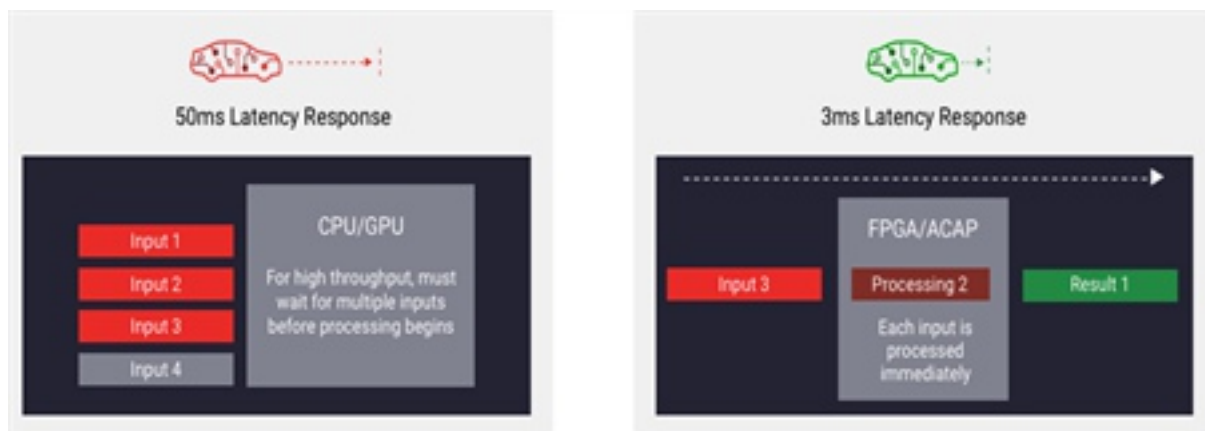 50ms Latency Response
Input 1
Input 2
Input 3
Input 4
CPU/GPU
For high throughput, must
wait for multiple inputs
before processing begins
3ms Latency Response
Input 3
FPGA/ACAP
Processing 2
Each input is
processed
immediately
Result 1